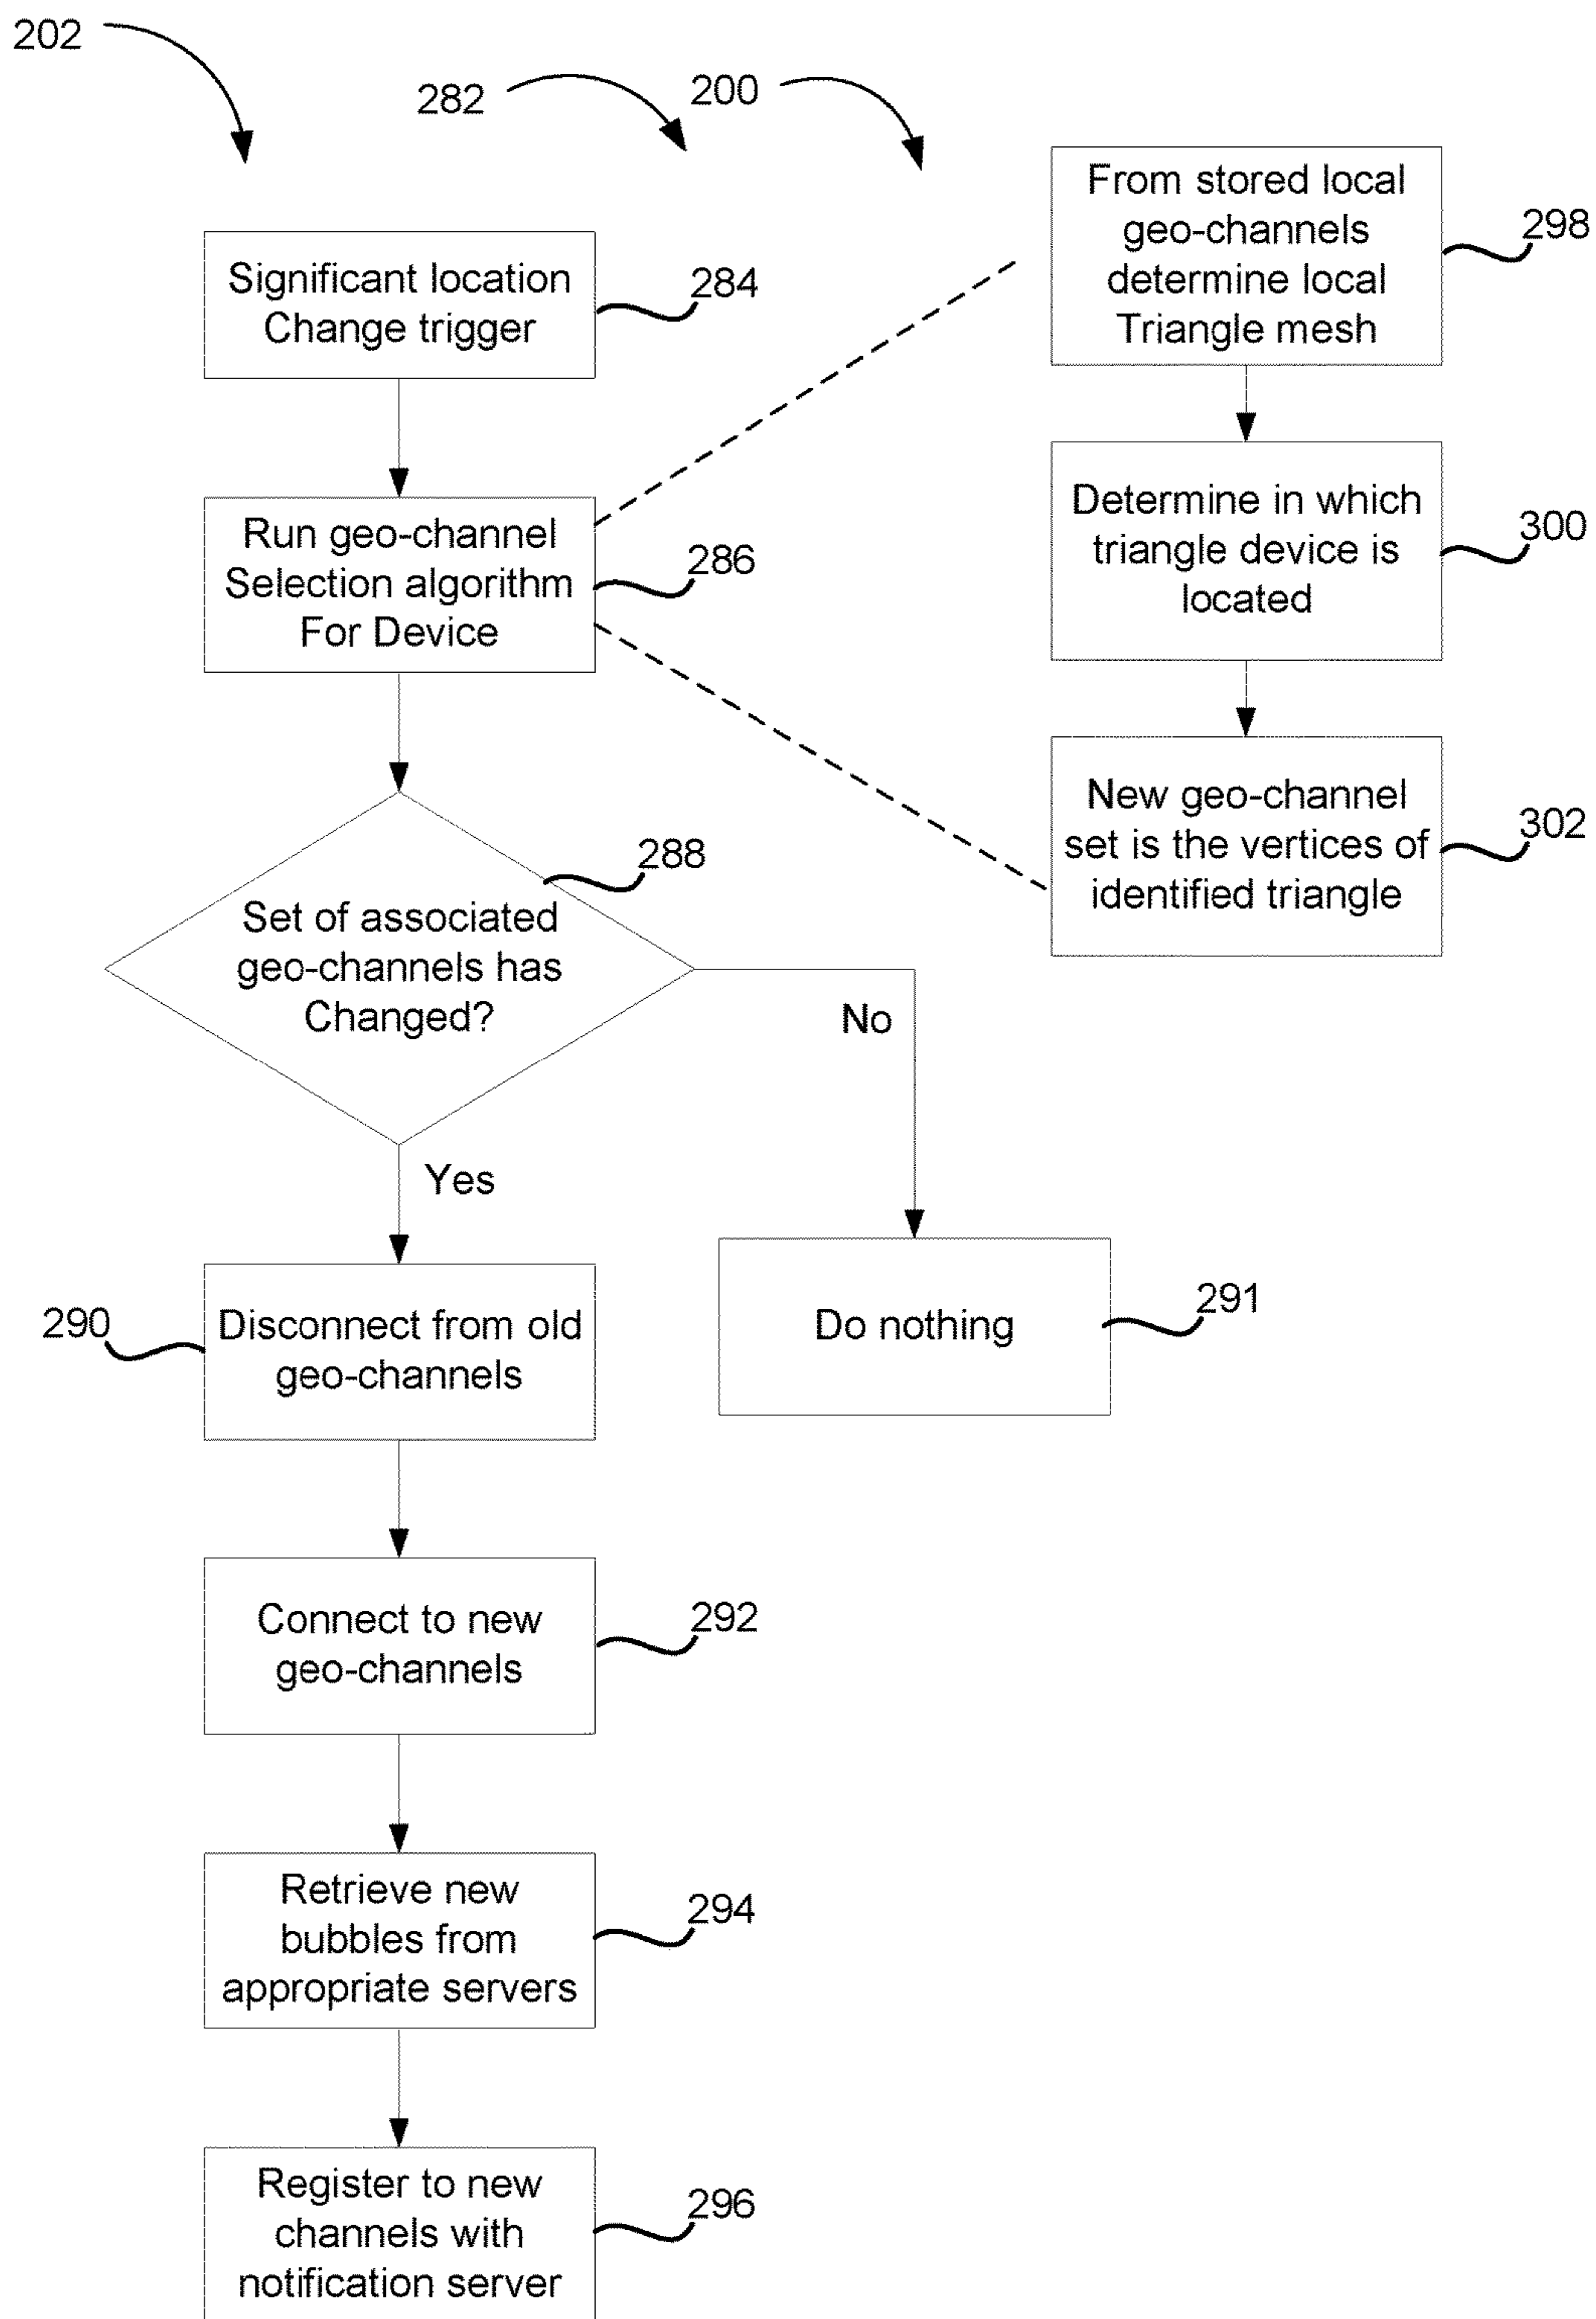 202
282
200
Significant location
Change trigger
284
Run geo-channel
Selection algorithm
For Device
286
From stored local
geo-channels
determine local
Triangle mesh
298
Determine in which
triangle device is
located
300
New geo-channel
set is the vertices of
identified triangle
302
288
Set of associated
geo-channels has
Changed?
No
Yes
290
Disconnect from old
geo-channels
Do nothing
291
Connect to new
geo-channels
292
Retrieve new
bubbles from
appropriate servers
294
Register to new
channels with
notification server
296